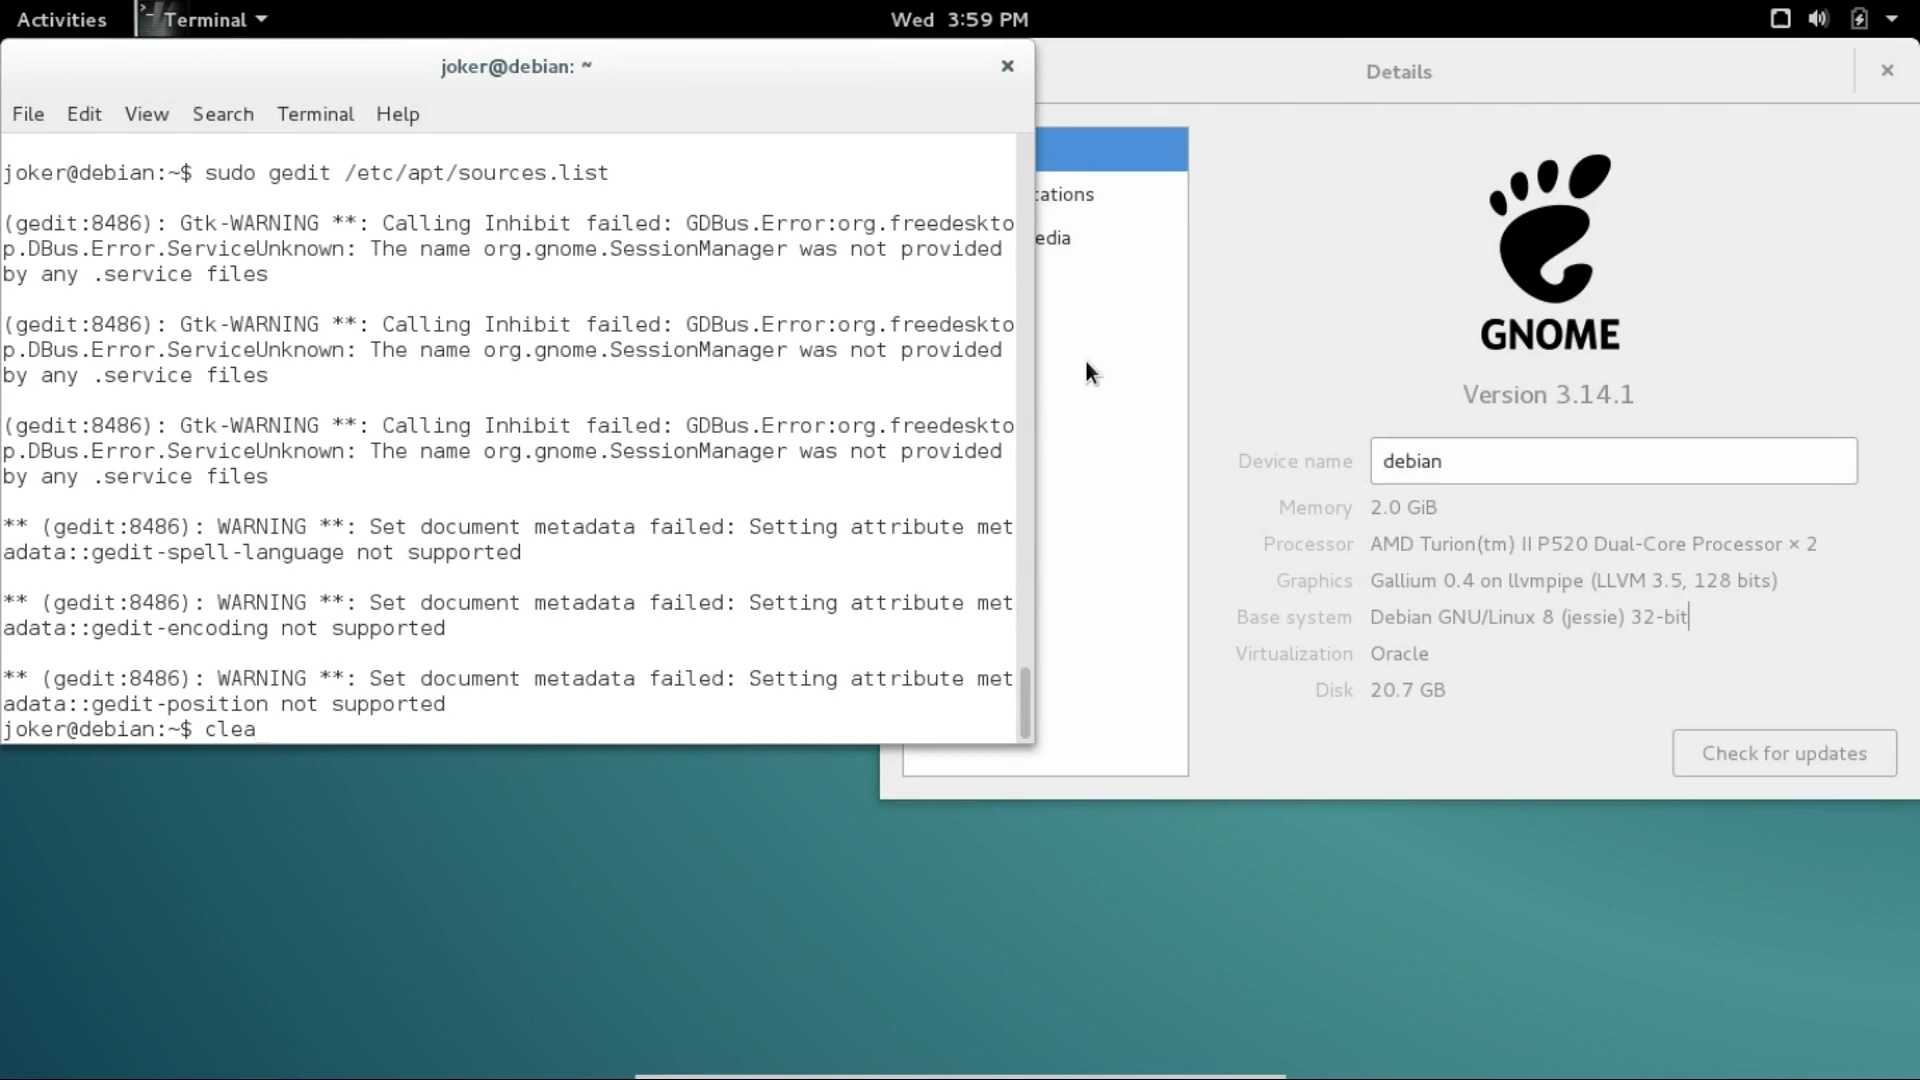 Activities
Terminal
Wed 3:59 PM
joker@debian: ~
File Edit View Search Terminal Help
joker@debian:~$ sudo gedit /etc/apt/sources.list
(gedit:8486): Gtk-WARNING **: Calling Inhibit failed: GDBus.Error:org.freedeskto
p.DBus.Error.ServiceUnknown: The name org.gnome.SessionManager was not provided
by any .service files
(gedit:8486): Gtk-WARNING **: Calling Inhibit failed: GDBus.Error:org.freedeskto
p.DBus.Error.ServiceUnknown: The name org.gnome.SessionManager was not provided
by any .service files
(gedit:8486): Gtk-WARNING **: Calling Inhibit failed: GDBus.Error:org.freedeskto
p.DBus.Error.ServiceUnknown: The name org.gnome.SessionManager was not provided
by any .service files
** (gedit:8486): WARNING **: Set document metadata failed: Setting attribute met
adata::gedit-spell-language not supported
** (gedit:8486): WARNING **: Set document metadata failed: Setting attribute met
adata::gedit-encoding not supported
** (gedit:8486): WARNING **: Set document metadata failed: Setting attribute met
adata::gedit-position not supported
joker@debian:~$ clea
Details
cations
edia
GNOME
Version 3.14.1
Device name debian
Memory 2.0 GiB
Processor AMD Turion(tm) II P520 Dual-Core Processor × 2
Graphics Gallium 0.4 on llvmpipe (LLVM 3.5, 128 bits)
Base system Debian GNU/Linux 8 (jessie) 32-bit
Virtualization Oracle
Disk 20.7 GB
Check for updates